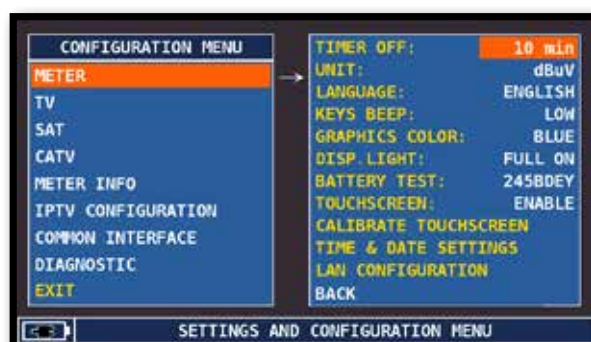 CONFIGURATION MENU
METER
TV
SAT
CATV
METER INFO
IPTV CONFIGURATION
COMMON INTERFACE
DIAGNOSTIC
EXIT
TIMER OFF: 10 min
UNIT: dBuV
LANGUAGE: ENGLISH
KEYS BEEP: LOW
GRAPHICS COLOR: BLUE
DISP.LIGHT: FULL ON
BATTERY TEST: 245BDEY
TOUCHSCREEN: ENABLE
CALIBRATE TOUCHSCREEN
TIME & DATE SETTINGS
LAN CONFIGURATION
BACK
SETTINGS AND CONFIGURATION MENU